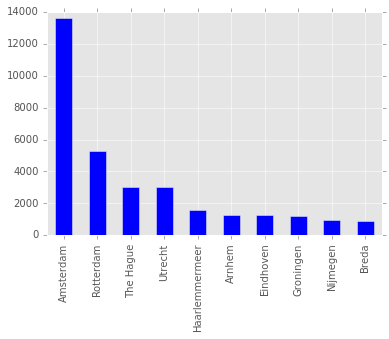 14000
12000
10000
8000
6000
4000
2000
0
Amsterdam
Rotterdam
The Hague
Utrecht
Haarlemmermeer
Arnhem
Eindhoven
Groningen
Nijmegen
Breda